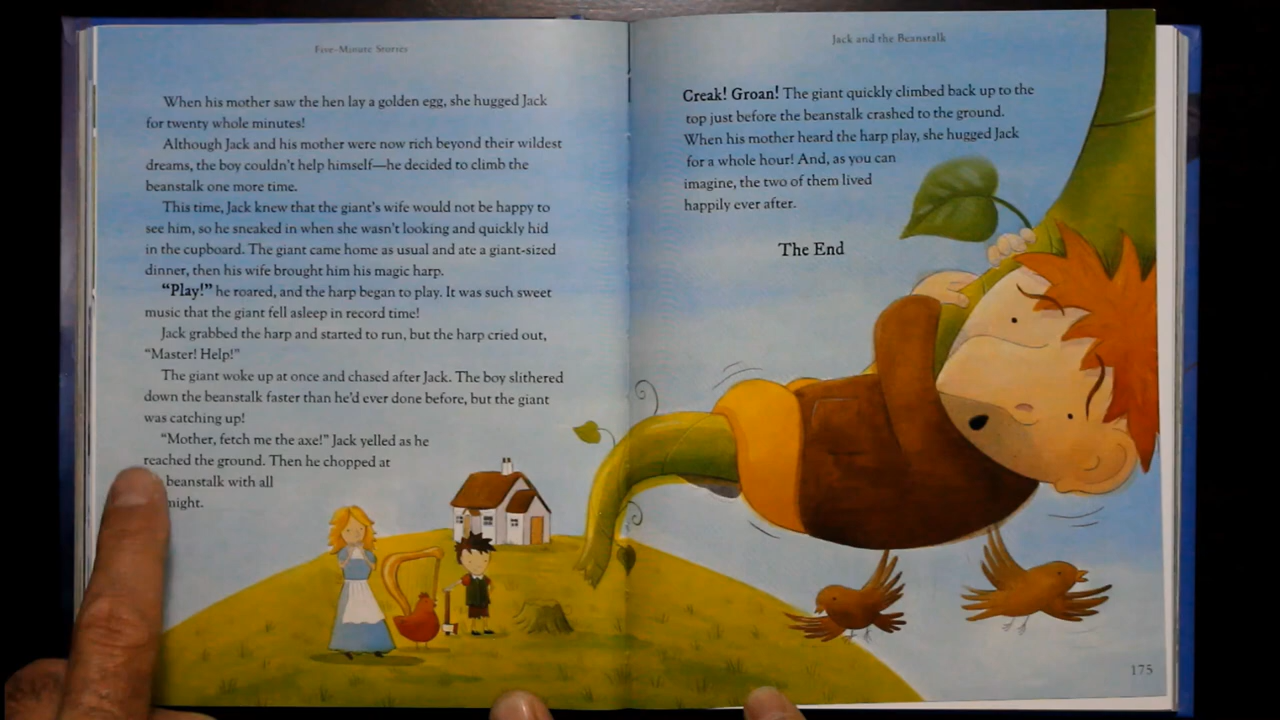 Five-Minute Stories
When his mother saw the hen lay a golden egg, she hugged Jack
for twenty whole minutes!
Although Jack and his mother were now rich beyond their wildest
dreams, the boy couldn't help himself—he decided to climb the
beanstalk one more time.
This time, Jack knew that the giant's wife would not be happy to
see him, so he sneaked in when she wasn't looking and quickly hid
in the cupboard. The giant came home as usual and ate a giant-sized
dinner, then his wife brought him his magic harp.
“Play!” he roared, and the harp began to play. It was such sweet
music that the giant fell asleep in record time!
Jack grabbed the harp and started to run, but the harp cried out,
“Master! Help!”
The giant woke up at once and chased after Jack. The boy slithered
down the beanstalk faster than he'd ever done before, but the giant
was catching up!
“Mother, fetch me the axe!” Jack yelled as he
reached the ground. Then he chopped at
beanstalk with all
might.
Jack and the Beanstalk
Creak! Groan! The giant quickly climbed back up to the
top just before the beanstalk crashed to the ground.
When his mother heard the harp play, she hugged Jack
for a whole hour! And, as you can
imagine, the two of them lived
happily ever after.
The End
175